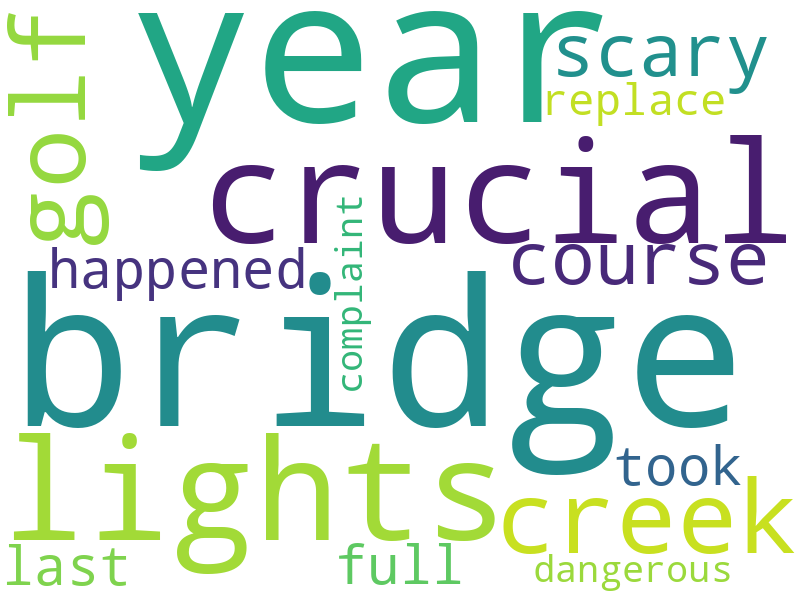 year
scary
replace
golf
crucial
course
happened
complaint
bridge
lights
took
creek
last
full
dangerous